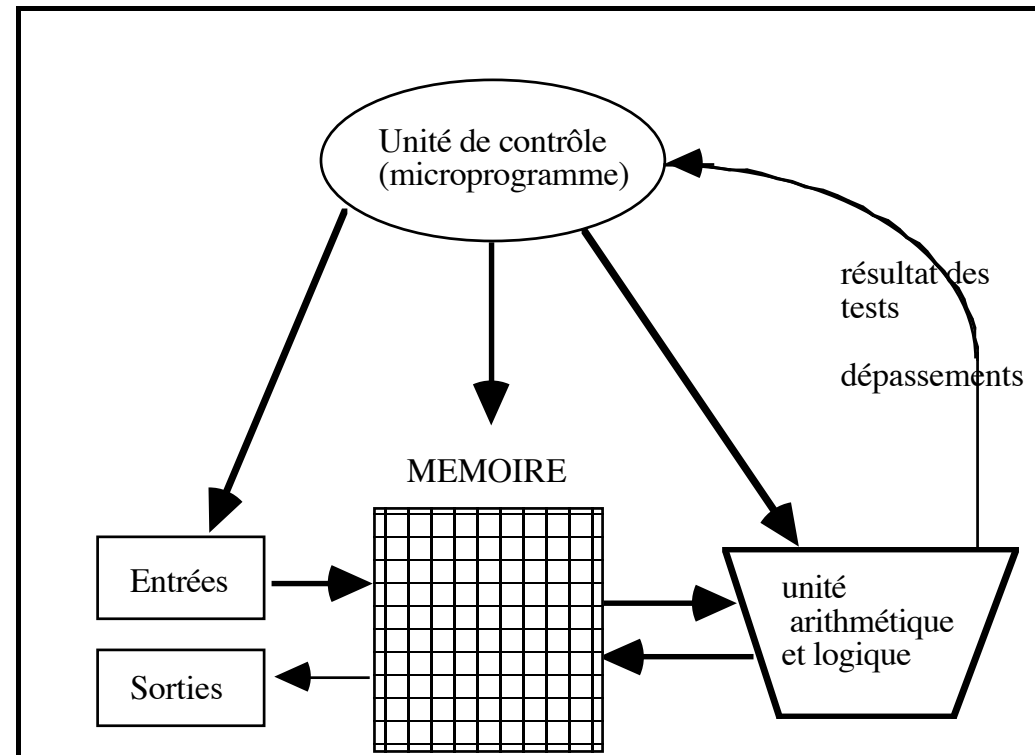 Unité de contrôle
(microprogramme)
résultat des
tests
dépassements
MEMOIRE
Entrées
Sorties
unité
arithmétique
et logique